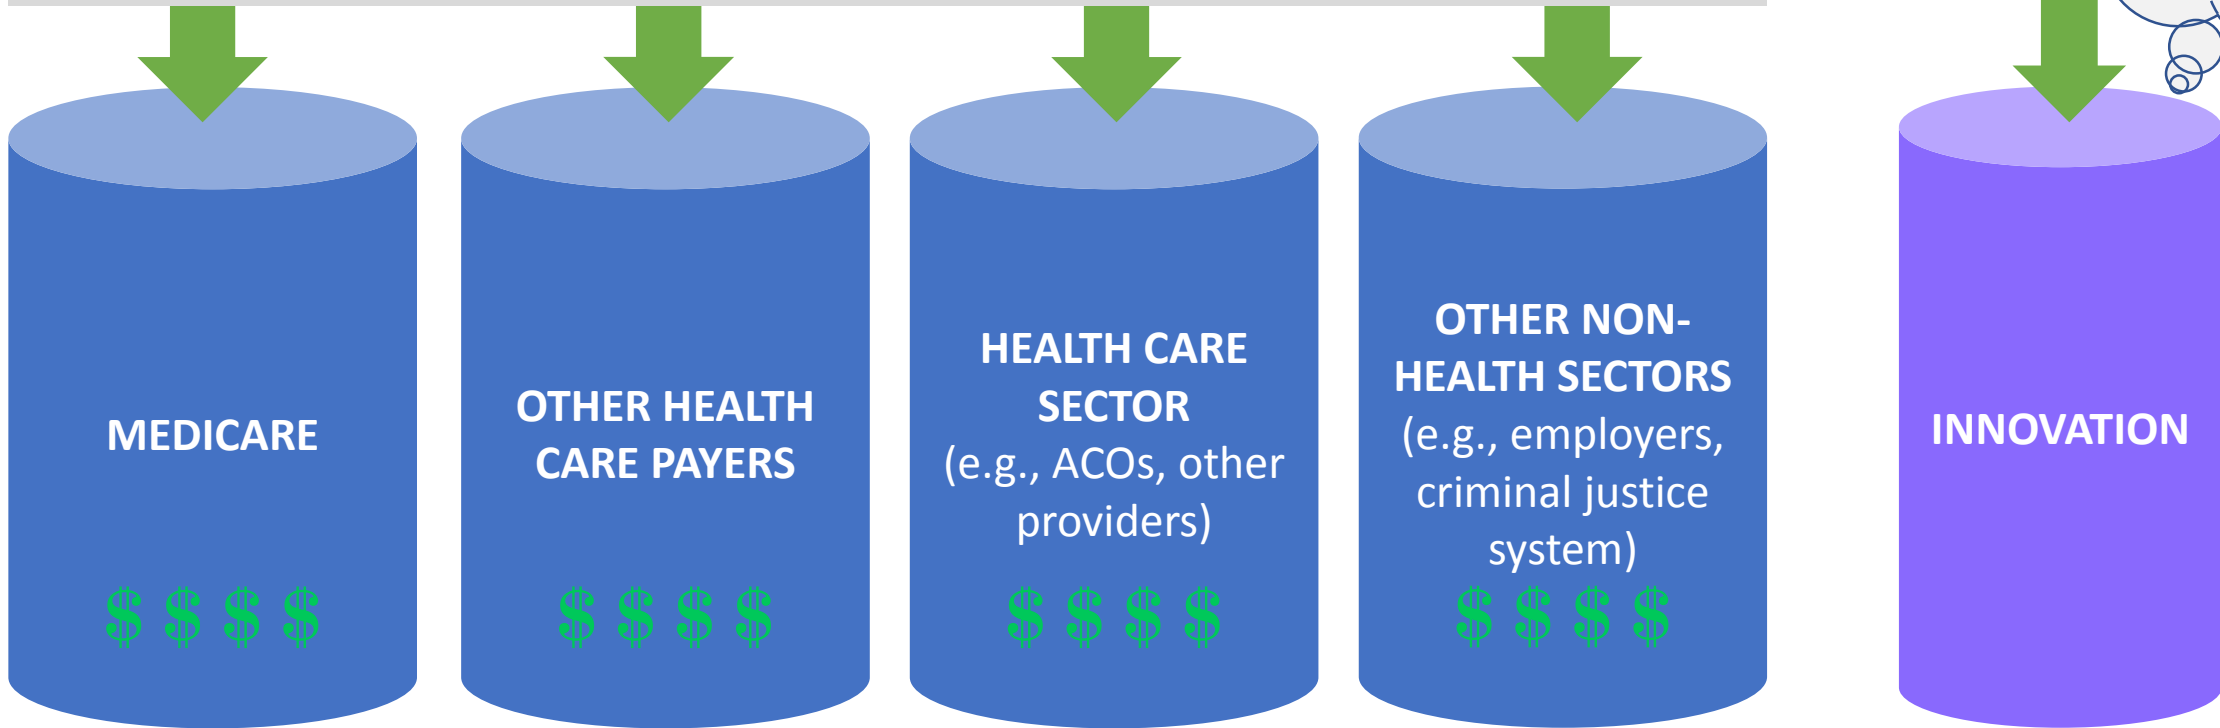 MEDICARE
$ $ $ $
OTHER HEALTH
CARE PAYERS
$ $ $ $
HEALTH CARE
SECTOR
(e.g., ACOs, other
providers)
$ $ $ $
OTHER NON-
HEALTH SECTORS
(e.g., employers,
criminal justice
system)
$ $ $ $
INNOVATION